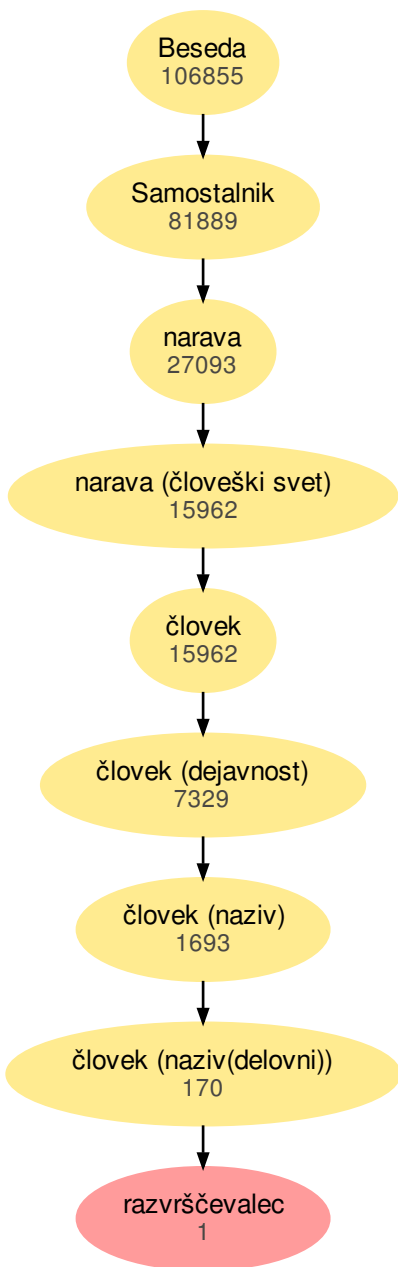 Beseda
106855
Samostalnik
81889
narava
27093
narava (človeški svet)
15962
človek
15962
človek (dejavnost)
7329
človek (naziv)
1693
človek (naziv(delovni))
170
razvrščevalec
1